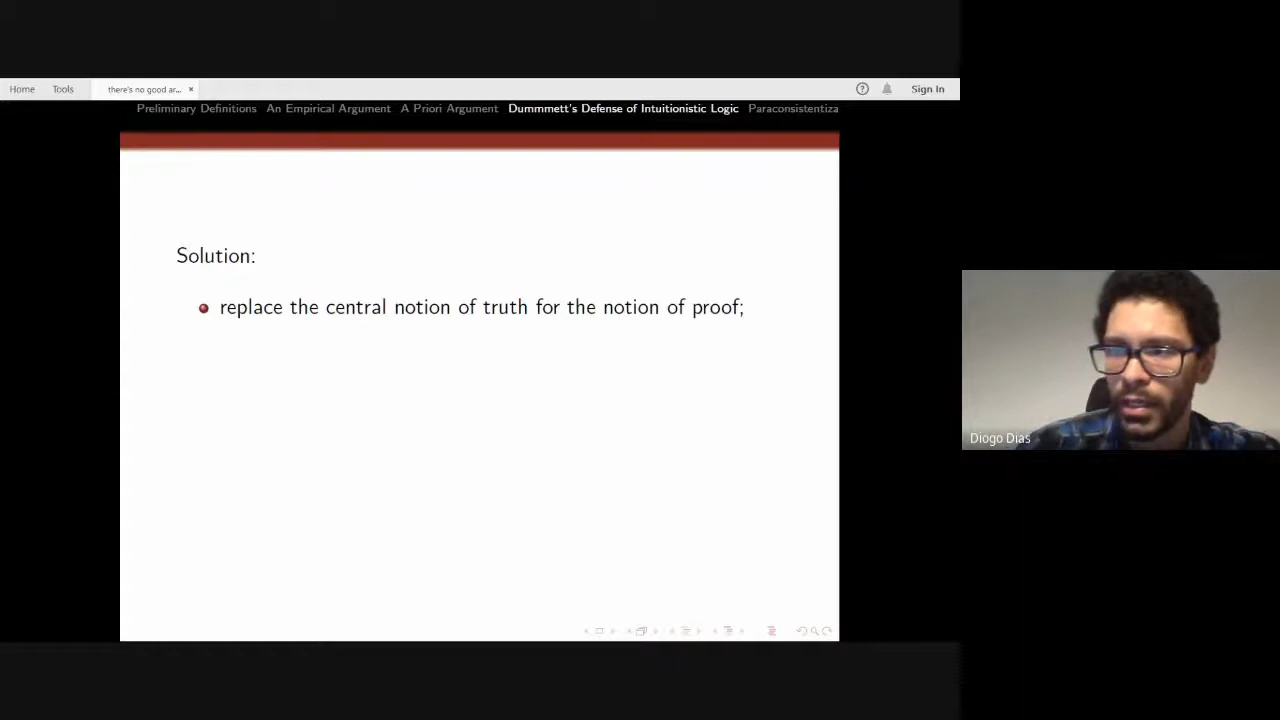 Home Tools there's no good ar... × ? Sign In
Preliminary Definitions An Empirical Argument A Priori Argument Dummmett's Defense of Intuitionistic Logic Paraconsistentiza
Solution:
replace the central notion of truth for the notion of proof;
Diogo Dias